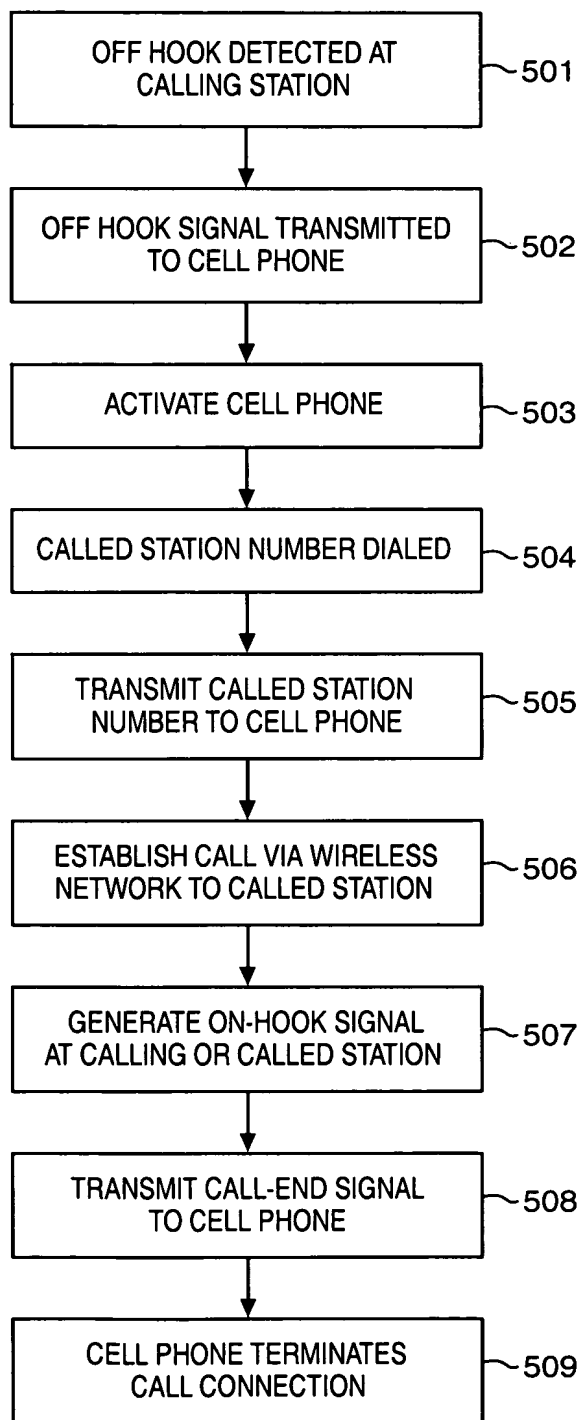 OFF HOOK DETECTED AT
CALLING STATION
501
OFF HOOK SIGNAL TRANSMITTED
TO CELL PHONE
502
ACTIVATE CELL PHONE
503
CALLED STATION NUMBER DIALED
504
TRANSMIT CALLED STATION
NUMBER TO CELL PHONE
505
ESTABLISH CALL VIA WIRELESS
NETWORK TO CALLED STATION
506
GENERATE ON-HOOK SIGNAL
AT CALLING OR CALLED STATION
507
TRANSMIT CALL-END SIGNAL
TO CELL PHONE
508
CELL PHONE TERMINATES
CALL CONNECTION
509